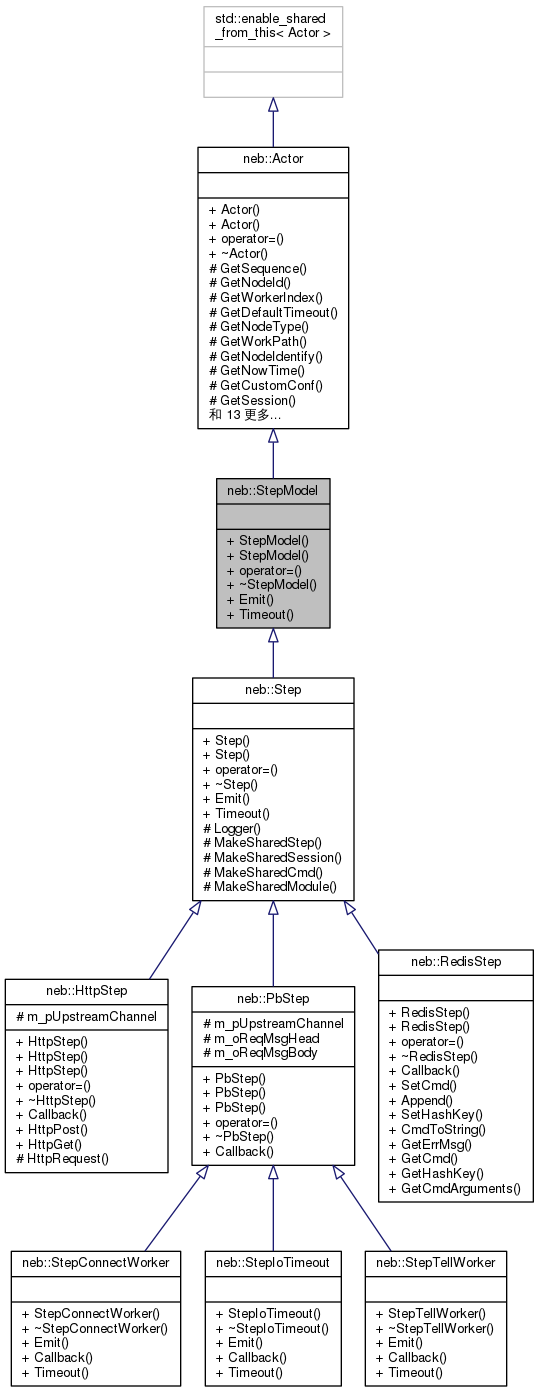 std::enable_shared
_from_this< Actor >
neb::Actor
+ Actor()
+ Actor()
+ operator=()
+ ~Actor()
# GetSequence()
# GetNodeId()
# GetWorkerIndex()
# GetDefaultTimeout()
# GetNodeType()
# GetWorkPath()
# GetNodeIdentify()
# GetNowTime()
# GetCustomConf()
# GetSession()
和 13 更多...
neb::StepModel
+ StepModel()
+ StepModel()
+ operator=()
+ ~StepModel()
+ Emit()
+ Timeout()
neb::Step
+ Step()
+ Step()
+ operator=()
+ ~Step()
+ Emit()
+ Timeout()
# Logger()
# MakeSharedStep()
# MakeSharedSession()
# MakeSharedCmd()
# MakeSharedModule()
neb::HttpStep
# m_pUpstreamChannel
+ HttpStep()
+ HttpStep()
+ HttpStep()
+ operator=()
+ ~HttpStep()
+ Callback()
+ HttpPost()
+ HttpGet()
# HttpRequest()
neb::PbStep
# m_pUpstreamChannel
# m_oReqMsgHead
# m_oReqMsgBody
+ PbStep()
+ PbStep()
+ PbStep()
+ operator=()
+ ~PbStep()
+ Callback()
neb::RedisStep
+ RedisStep()
+ RedisStep()
+ operator=()
+ ~RedisStep()
+ Callback()
+ SetCmd()
+ Append()
+ SetHashKey()
+ CmdToString()
+ GetErrMsg()
+ GetCmd()
+ GetHashKey()
+ GetCmdArguments()
neb::StepConnectWorker
+ StepConnectWorker()
+ ~StepConnectWorker()
+ Emit()
+ Callback()
+ Timeout()
neb::StepIoTimeout
+ StepIoTimeout()
+ ~StepIoTimeout()
+ Emit()
+ Callback()
+ Timeout()
neb::StepTellWorker
+ StepTellWorker()
+ ~StepTellWorker()
+ Emit()
+ Callback()
+ Timeout()